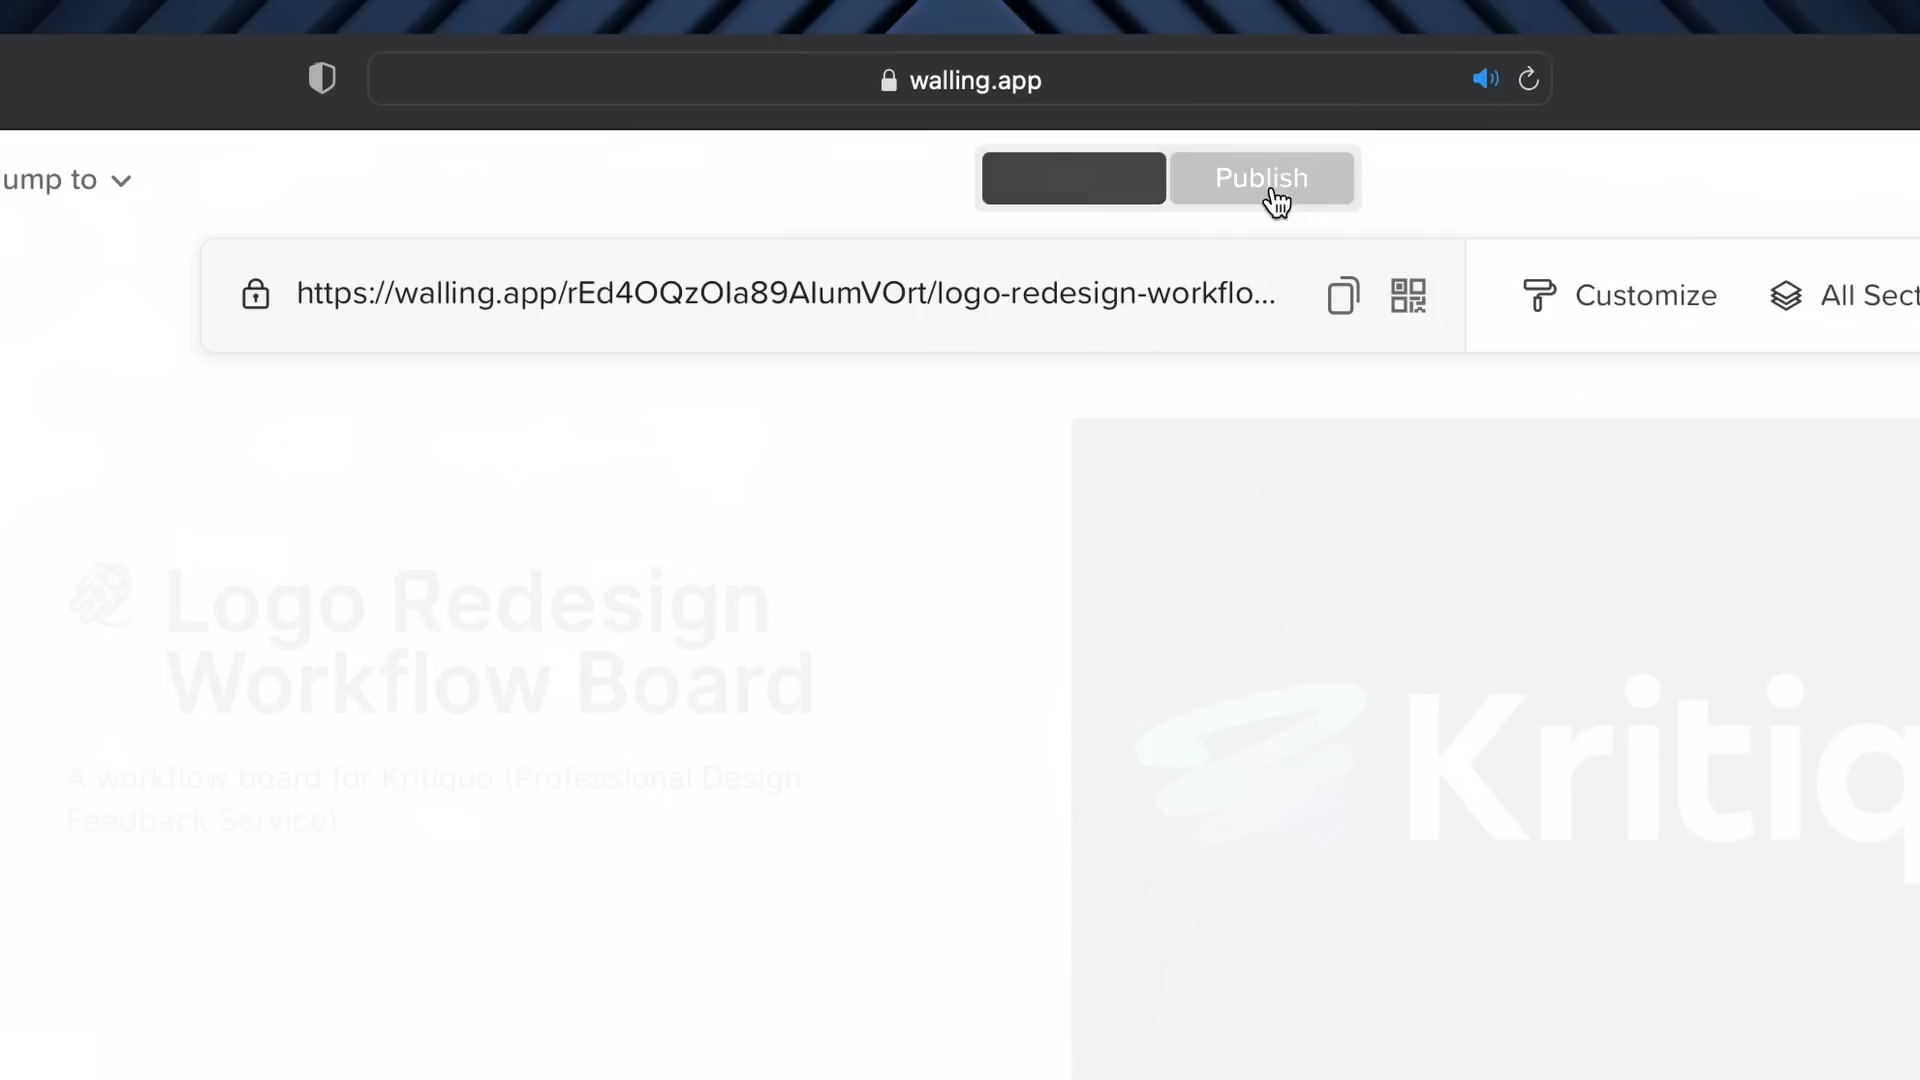 walling.app
ump to
Publish
https://walling.app/rEd4OQzOIa89AIumVOrt/logo-redesign-workflo...
Customize
All Sect
Logo Redesign
Workflow Board
A workflow board for Kritiquo (Professional Design
Feedback Service)
Kritiq